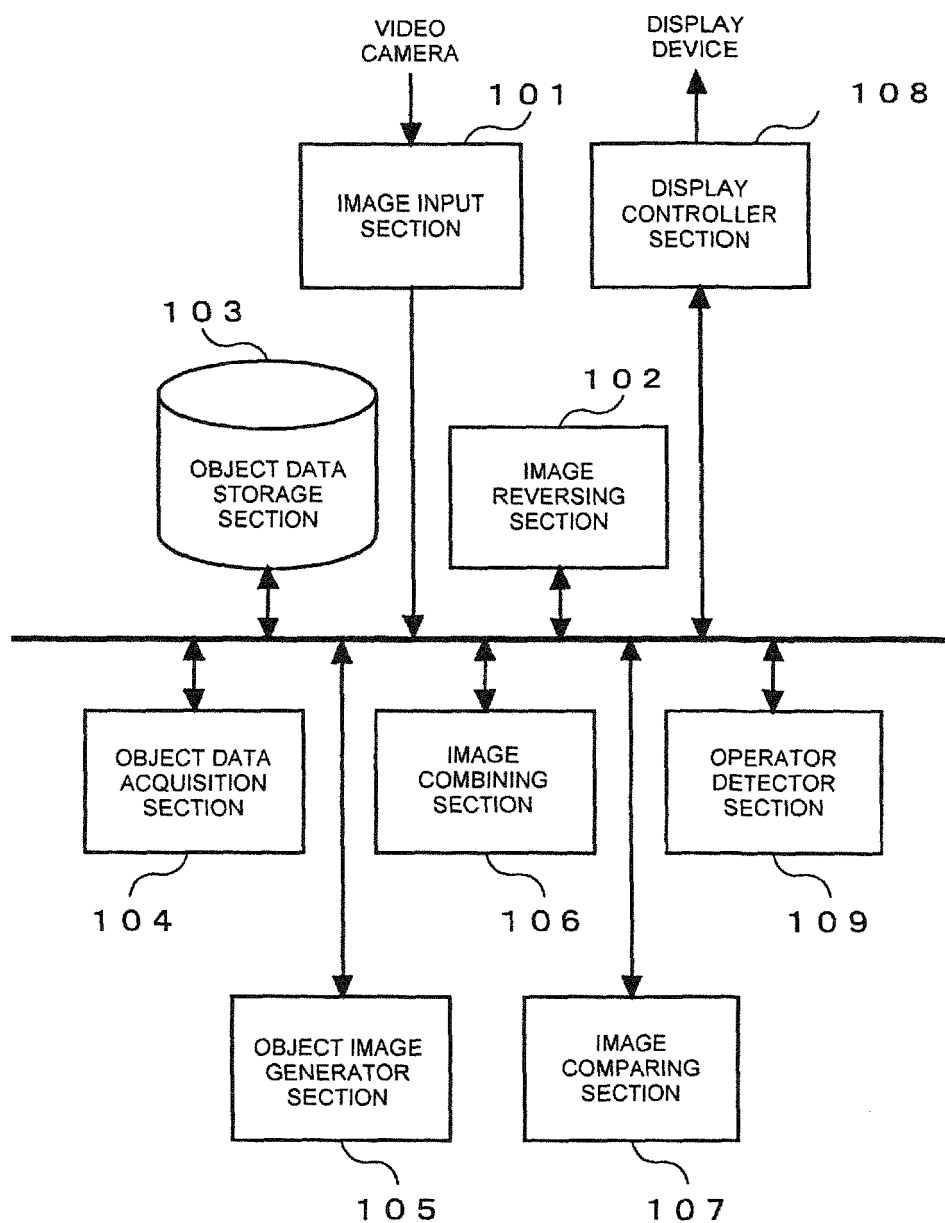 VIDEO
CAMERA
DISPLAY
DEVICE
101
108
IMAGE INPUT
SECTION
DISPLAY
CONTROLLER
SECTION
103
102
OBJECT DATA
STORAGE
SECTION
IMAGE
REVERSING
SECTION
OBJECT DATA
ACQUISITION
SECTION
IMAGE
COMBINING
SECTION
OPERATOR
DETECTOR
SECTION
104
106
109
OBJECT IMAGE
GENERATOR
SECTION
IMAGE
COMPARING
SECTION
105
107